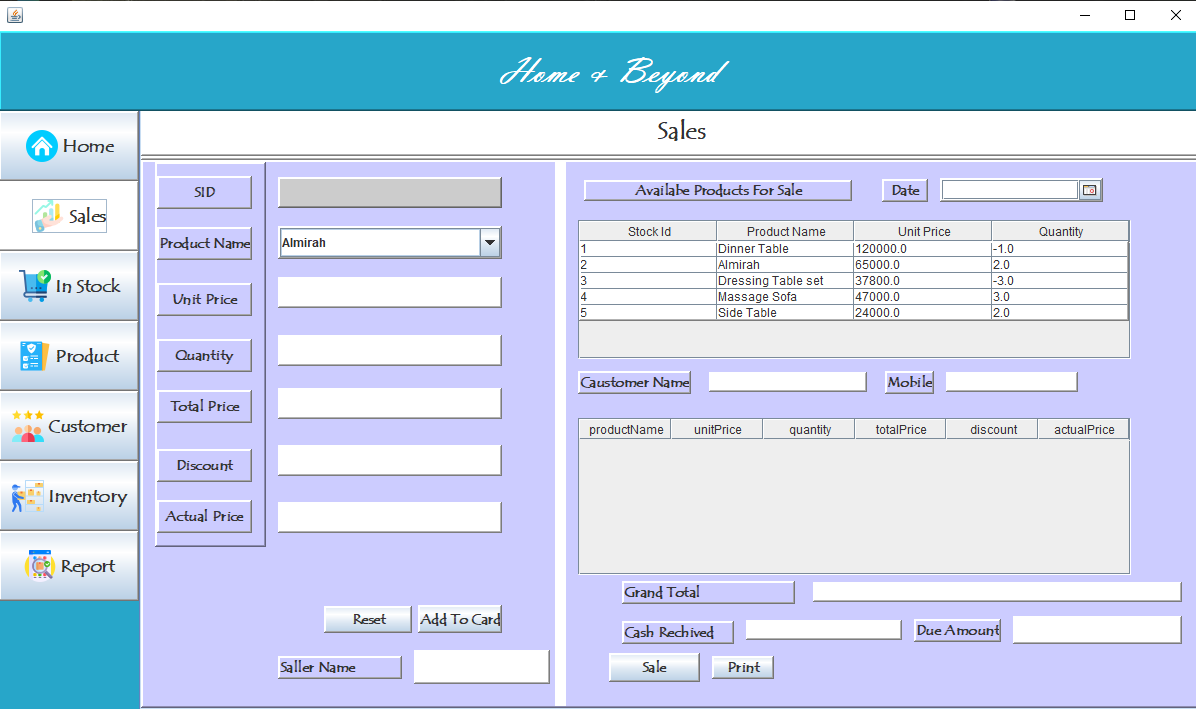 Home & Beyond
Home
Sales
In Stock
Product
Customer
Inventory
Report
Sales
SID
Product Name
Almirah
Unit Price
Quantity
Total Price
Discount
Actual Price
Reset
Add To Card
Saller Name
Availabe Products For Sale
Date
Stock Id Product Name Unit Price Quantity
1 Dinner Table 120000.0 -1.0
2 Almirah 65000.0 2.0
3 Dressing Table set 37800.0 -3.0
4 Massage Sofa 47000.0 3.0
5 Side Table 24000.0 2.0
Caustomer Name
Mobile
productName unitPrice quantity totalPrice discount actualPrice
Grand Total
Cash Rechived
Due Amount
Sale
Print